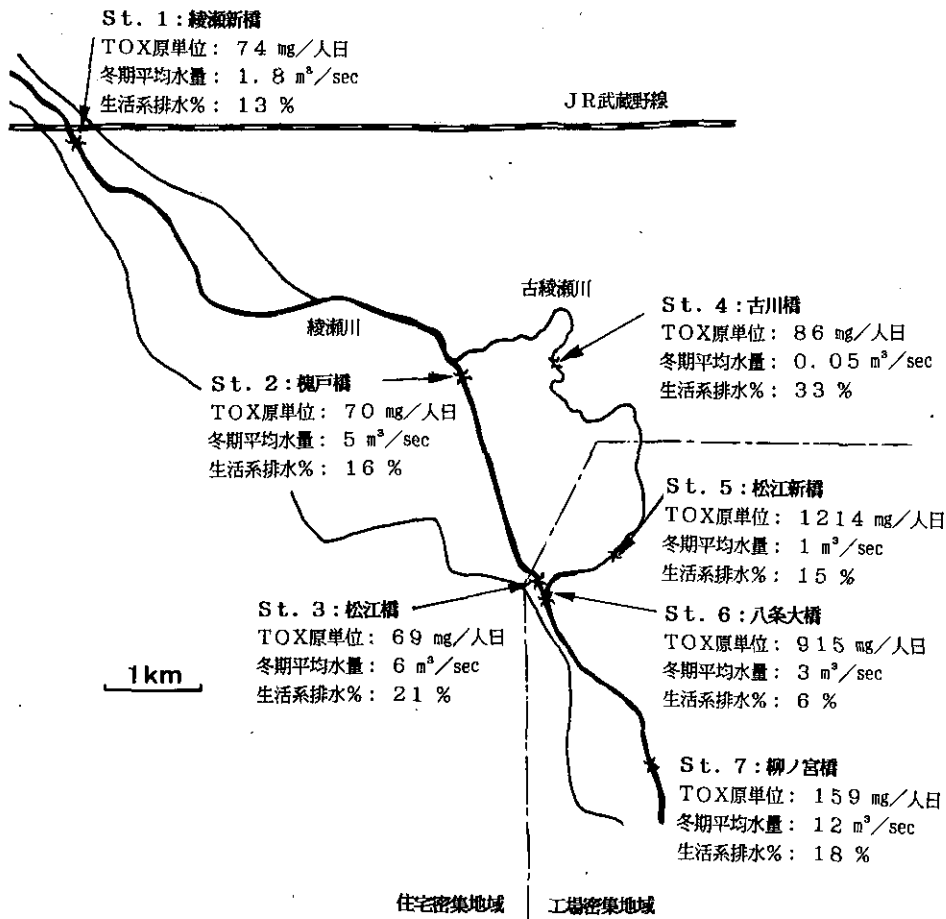 St. 1：綾瀬新橋
TOX原単位： 74 mg／人日
冬期平均水量： 1．8 m³／sec
生活系排水％： 13 ％
JR武蔵野線
古綾瀬川
綾瀬川
St. 4：古川橋
TOX原単位： 86 mg／人日
冬期平均水量： 0．05 m³／sec
生活系排水％： 33 ％
St. 2：槐戸橋
TOX原単位： 70 mg／人日
冬期平均水量： 5 m³／sec
生活系排水％： 16 ％
St. 5：松江新橋
TOX原単位： 1214 mg／人日
冬期平均水量： 1 m³／sec
生活系排水％： 15 ％
St. 3：松江橋
TOX原単位： 69 mg／人日
冬期平均水量： 6 m³／sec
生活系排水％： 21 ％
St. 6：八条大橋
TOX原単位： 915 mg／人日
冬期平均水量： 3 m³／sec
生活系排水％： 6 ％
1km
St. 7：柳ノ宮橋
TOX原単位： 159 mg／人日
冬期平均水量： 12 m³／sec
生活系排水％： 18 ％
住宅密集地域
工場密集地域